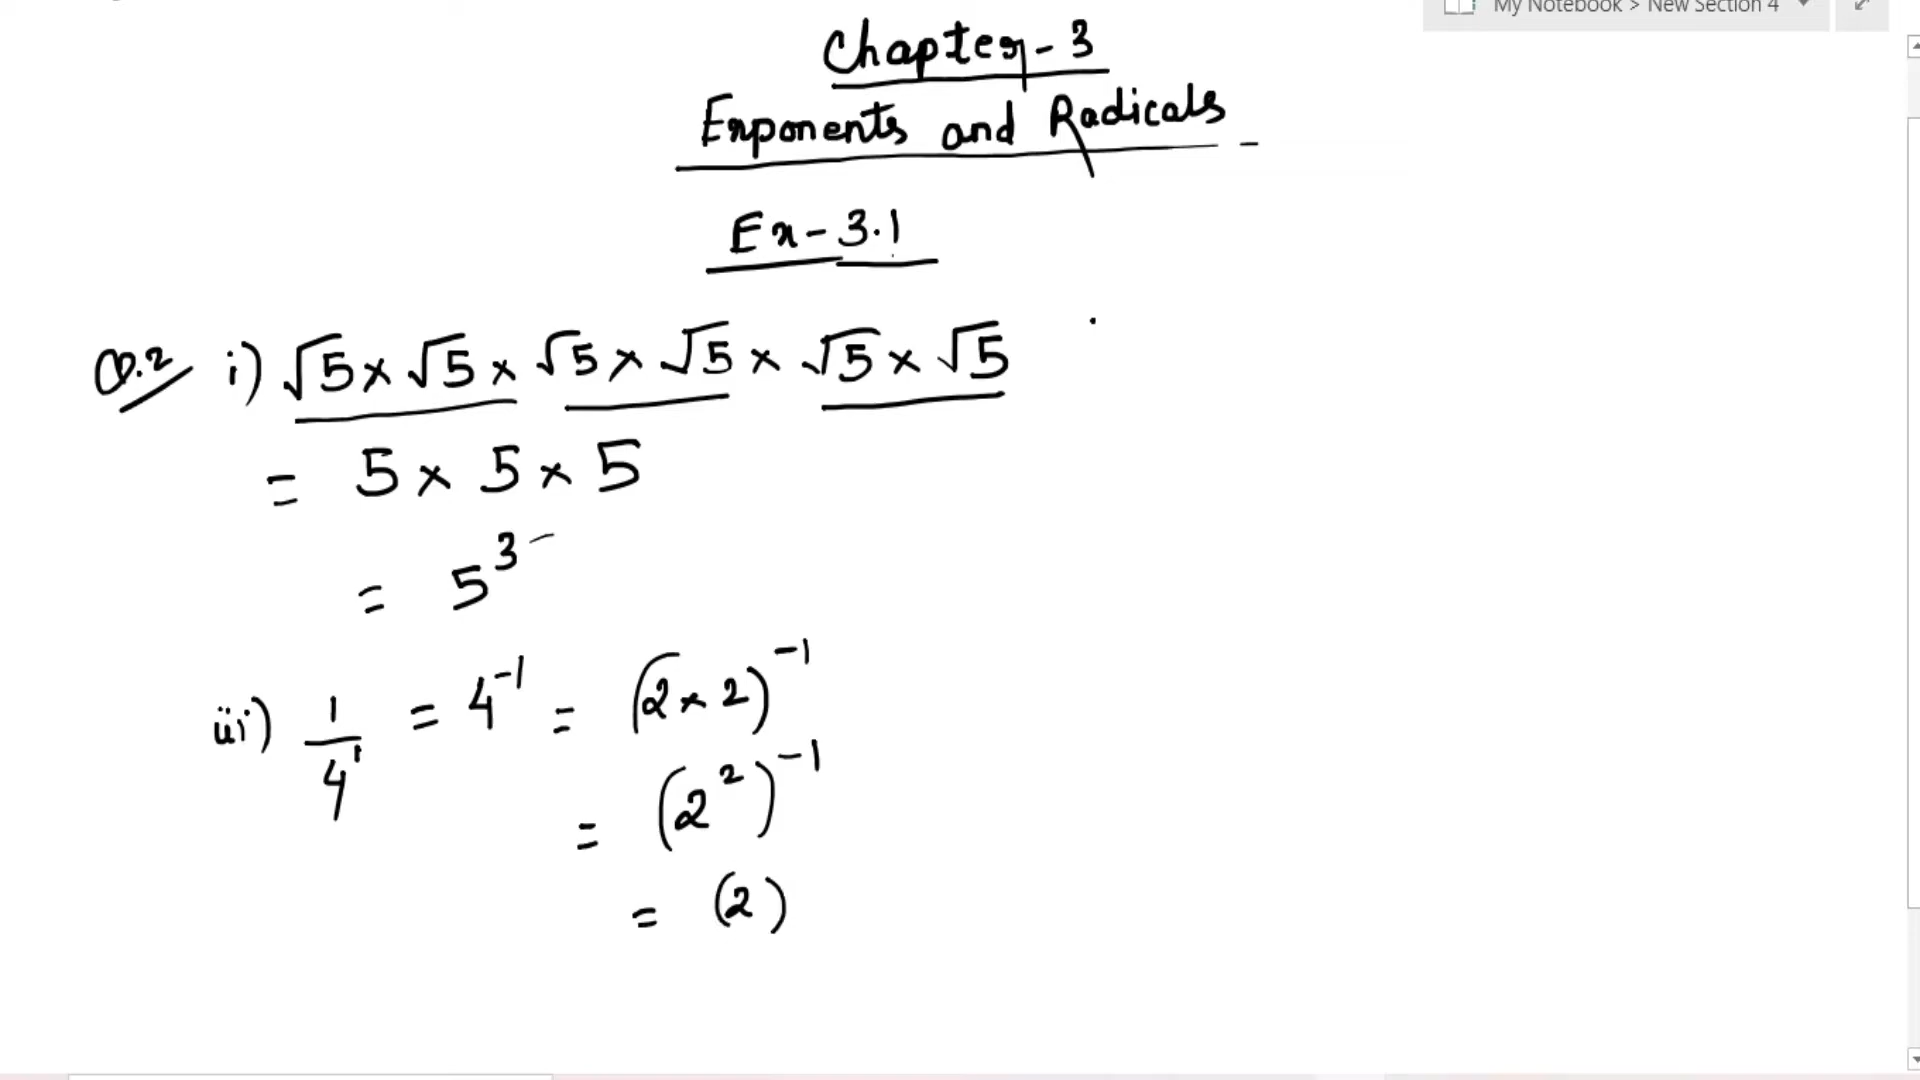 My Notebook > New Section 4
Chapter - 3
Exponents and Radicals
Ex - 3.1
Q.2 i) √5 × √5 × √5 × √5 × √5 × √5
= 5 × 5 × 5
= 5³
iii) 1/4¹ = 4⁻¹ = (2 × 2)⁻¹
= (2²)⁻¹
= (2)